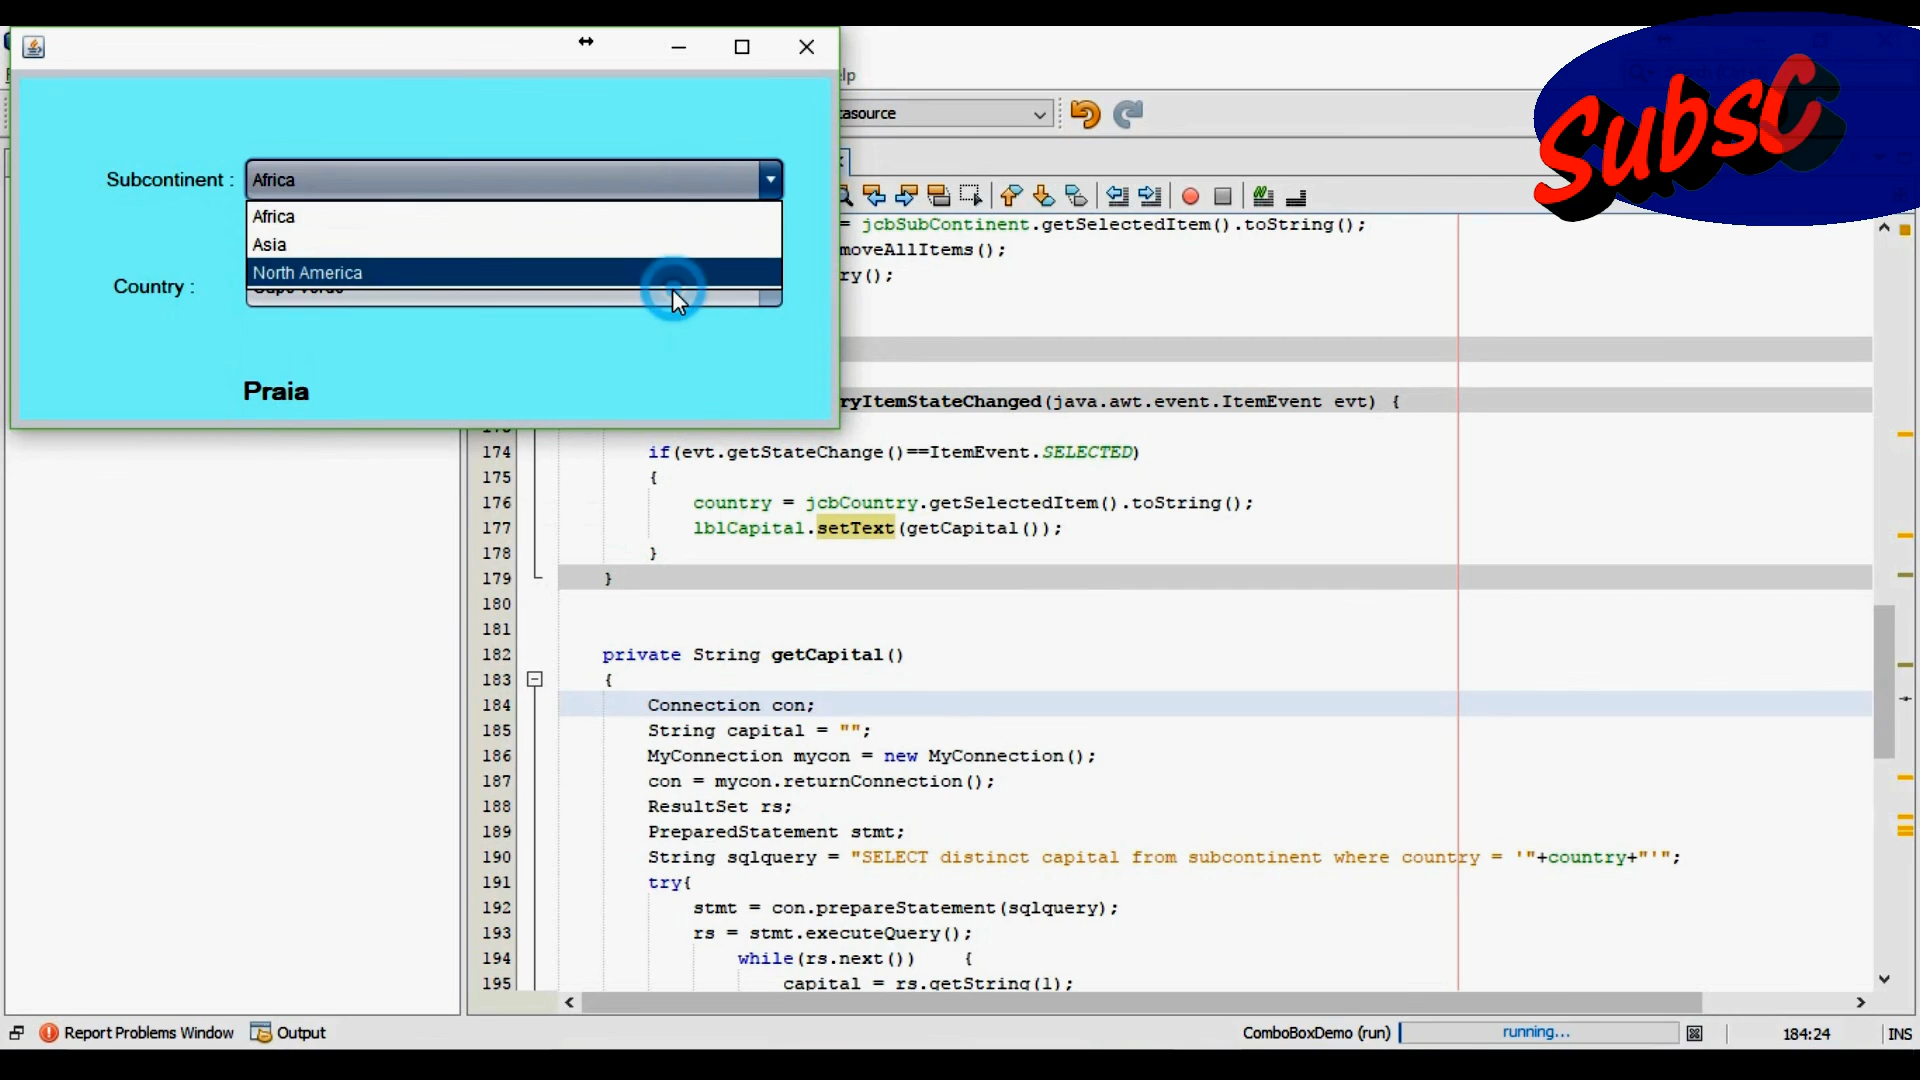 SubsC
lp
Subcontinent :
Africa
Africa
Asia
North America
Country :
Praia
asource
= jcbSubContinent.getSelectedItem().toString();
moveAllItems();
ry();
ryItemStateChanged(java.awt.event.ItemEvent evt) {
174 if(evt.getStateChange()==ItemEvent.SELECTED)
175 {
176 country = jcbCountry.getSelectedItem().toString();
177 lblCapital.setText(getCapital());
178 }
179 }
180
181
182 private String getCapital()
183 {
184 Connection con;
185 String capital = "";
186 MyConnection mycon = new MyConnection();
187 con = mycon.returnConnection();
188 ResultSet rs;
189 PreparedStatement stmt;
190 String sqlquery = "SELECT distinct capital from subcontinent where country = '"+country+"'";
191 try{
192 stmt = con.prepareStatement(sqlquery);
193 rs = stmt.executeQuery();
194 while(rs.next()) {
195 capital = rs.getString(1);
Report Problems Window Output ComboBoxDemo (run) running... 184:24 INS